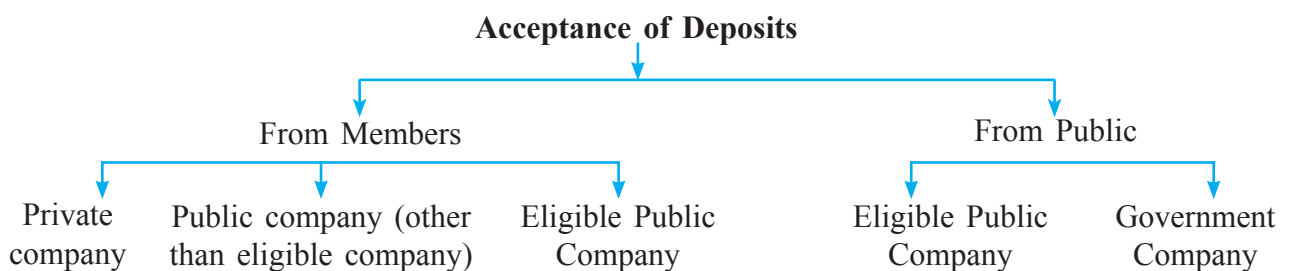 Acceptance of Deposits
From Members
From Public
Private
company
Public company (other
than eligible company)
Eligible Public
Company
Eligible Public
Company
Government
Company